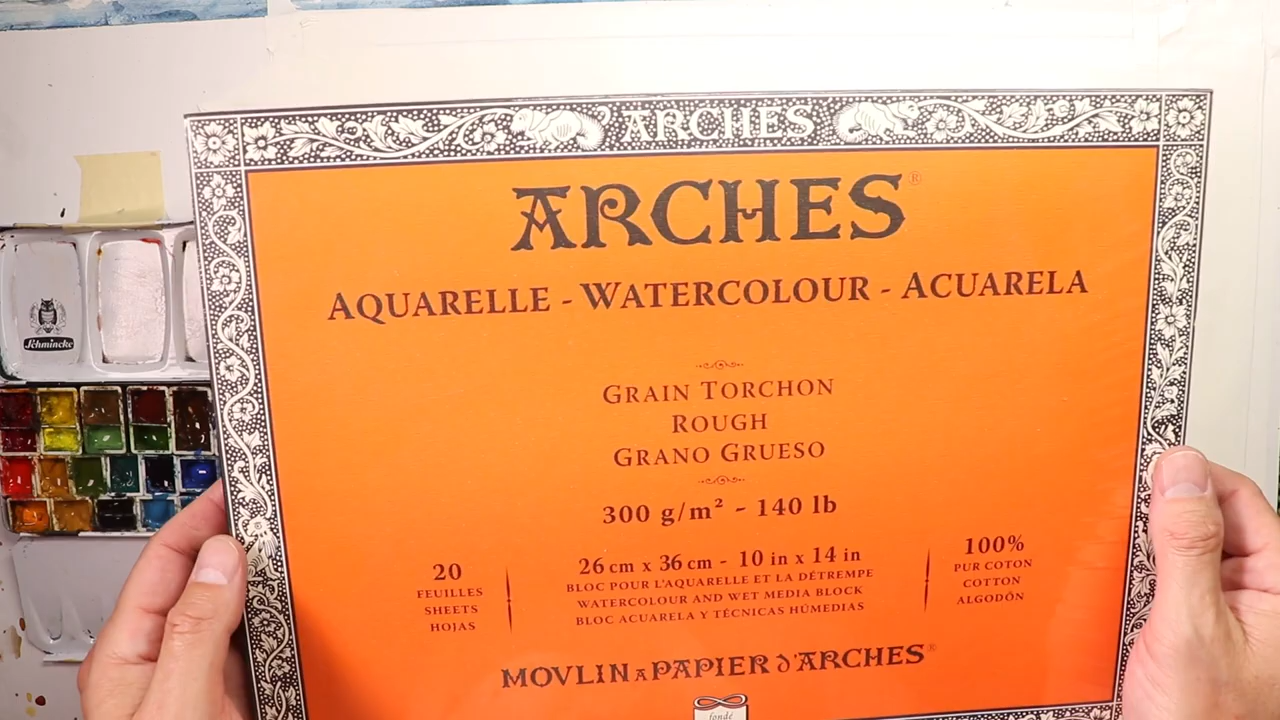 ARCHES
ARCHES®
AQUARELLE - WATERCOLOUR - ACUARELA
GRAIN TORCHON
ROUGH
GRANO GRUESO
300 g/m² - 140 lb
20
FEUILLES
SHEETS
HOJAS
26 cm x 36 cm - 10 in x 14 in
BLOC POUR L'AQUARELLE ET LA DÉTREMPE
WATERCOLOUR AND WET MEDIA BLOCK
BLOC ACUARELA Y TÉCNICAS HÚMEDIAS
100%
PUR COTON
COTTON
ALGODÓN
MOVLIN A PAPIER d'ARCHES®
fondé
Schmincke